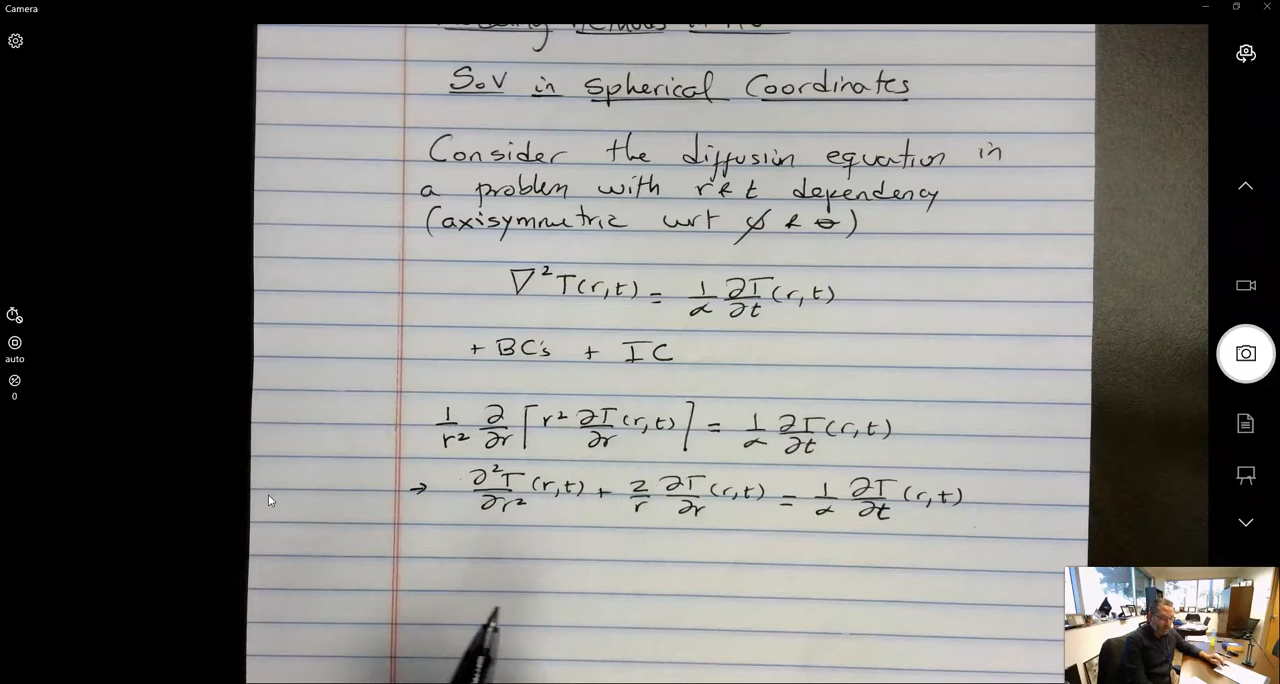 Camera
SoV in Spherical Coordinates
Consider the diffusion equation in
a problem with r & t dependency
(axisymmetric wrt ϕ & θ)
∇²T(r,t) = 1/α ∂T/∂t (r,t)
+ BC's + IC
1/r² ∂/∂r [r² ∂T/∂r (r,t)] = 1/α ∂T/∂t (r,t)
→ ∂²T/∂r² (r,t) + 2/r ∂T/∂r (r,t) = 1/α ∂T/∂t (r,t)
auto
0